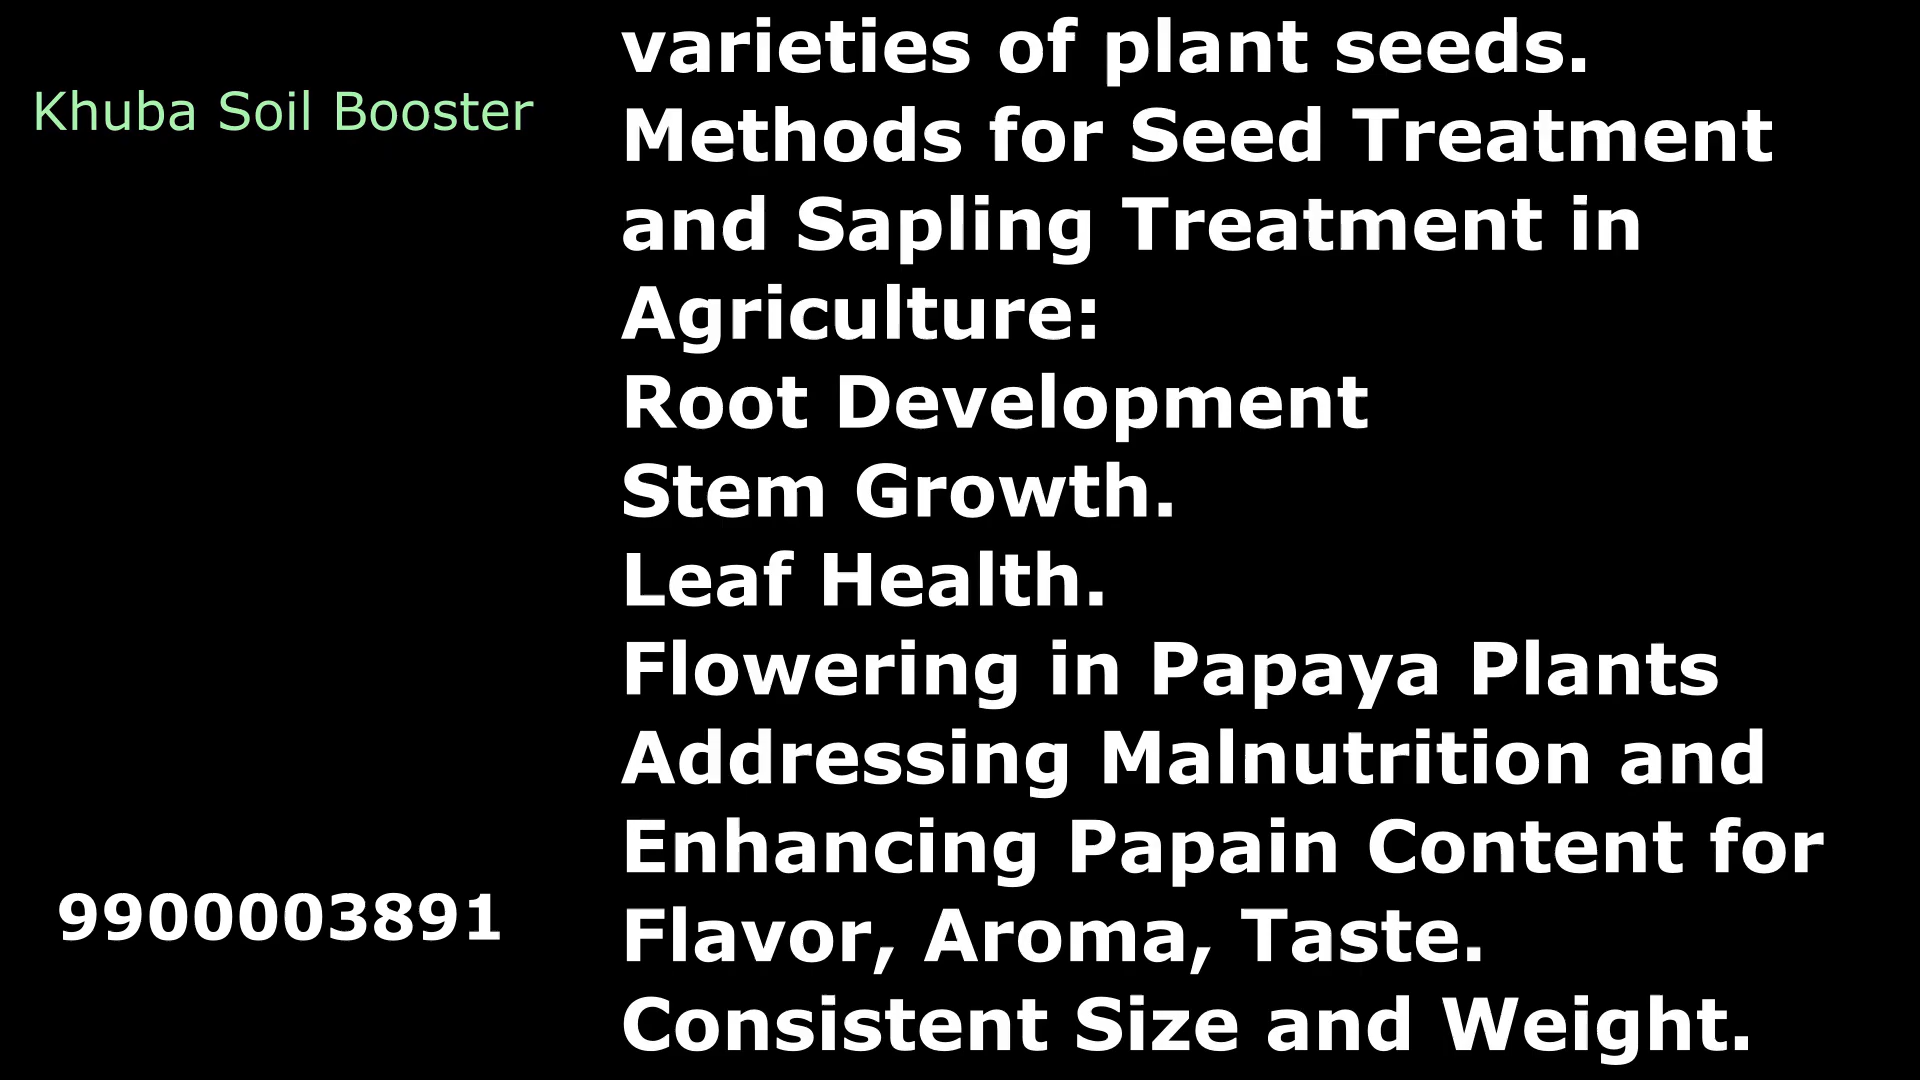 Khuba Soil Booster
9900003891
varieties of plant seeds.
Methods for Seed Treatment
and Sapling Treatment in
Agriculture:
Root Development
Stem Growth.
Leaf Health.
Flowering in Papaya Plants
Addressing Malnutrition and
Enhancing Papain Content for
Flavor, Aroma, Taste.
Consistent Size and Weight.